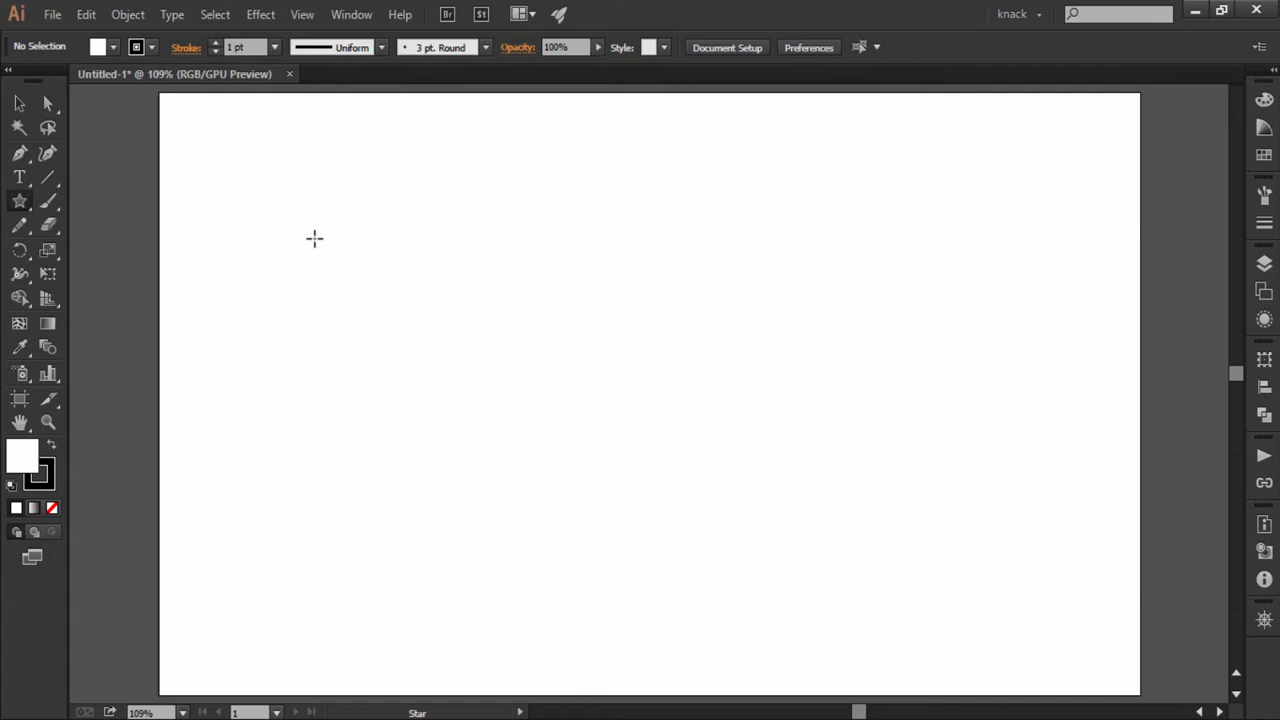 Ai File Edit Object Type Select Effect View Window Help Br St knack
No Selection Stroke: 1 pt Uniform 3 pt. Round Opacity: 100% Style: Document Setup Preferences
Untitled-1* @ 109% (RGB/GPU Preview)
T
109% 1 Star